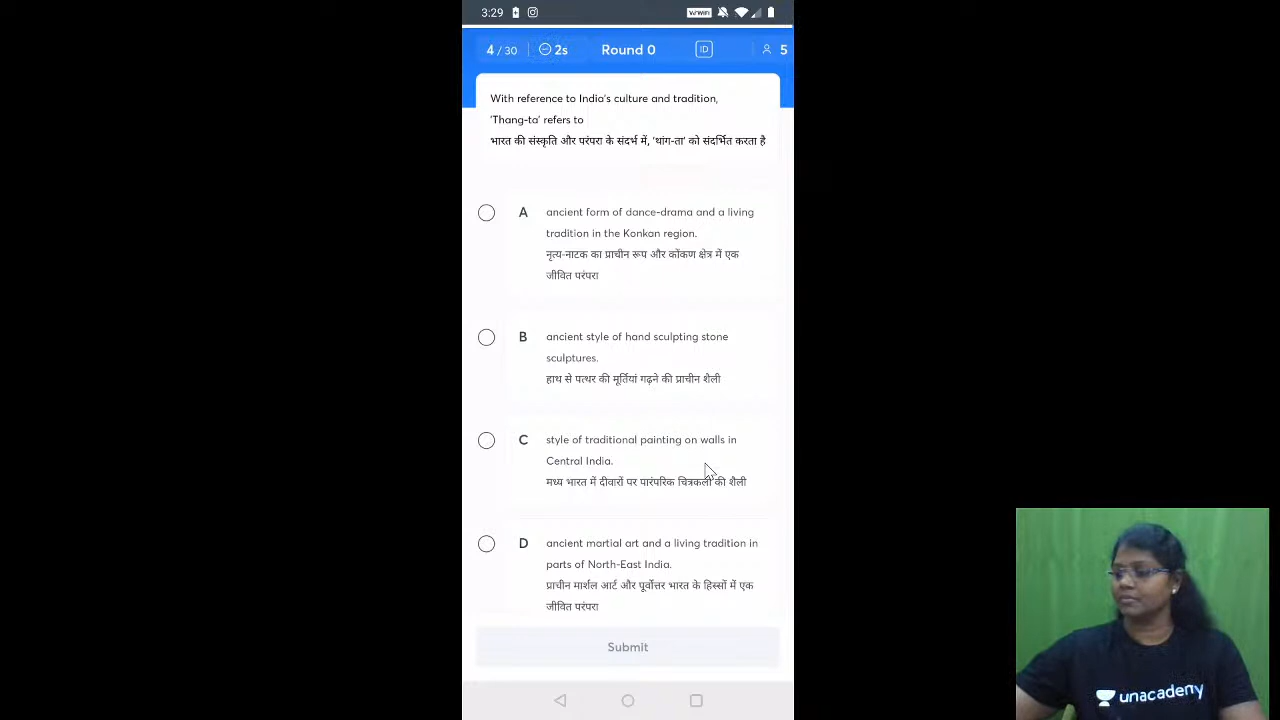 3:29
4 / 30 2s Round 0 ID 5
With reference to India's culture and tradition,
'Thang-ta' refers to
भारत की संस्कृति और परंपरा के संदर्भ में, 'थांग-ता' को संदर्भित करता है
A ancient form of dance-drama and a living
tradition in the Konkan region.
नृत्य-नाटक का प्राचीन रूप और कोंकण क्षेत्र में एक
जीवित परंपरा
B ancient style of hand sculpting stone
sculptures.
हाथ से पत्थर की मूर्तियां गढ़ने की प्राचीन शैली
C style of traditional painting on walls in
Central India.
मध्य भारत में दीवारों पर पारंपरिक चित्रकला की शैली
D ancient martial art and a living tradition in
parts of North-East India.
प्राचीन मार्शल आर्ट और पूर्वोत्तर भारत के हिस्सों में एक
जीवित परंपरा
Submit
unacademy